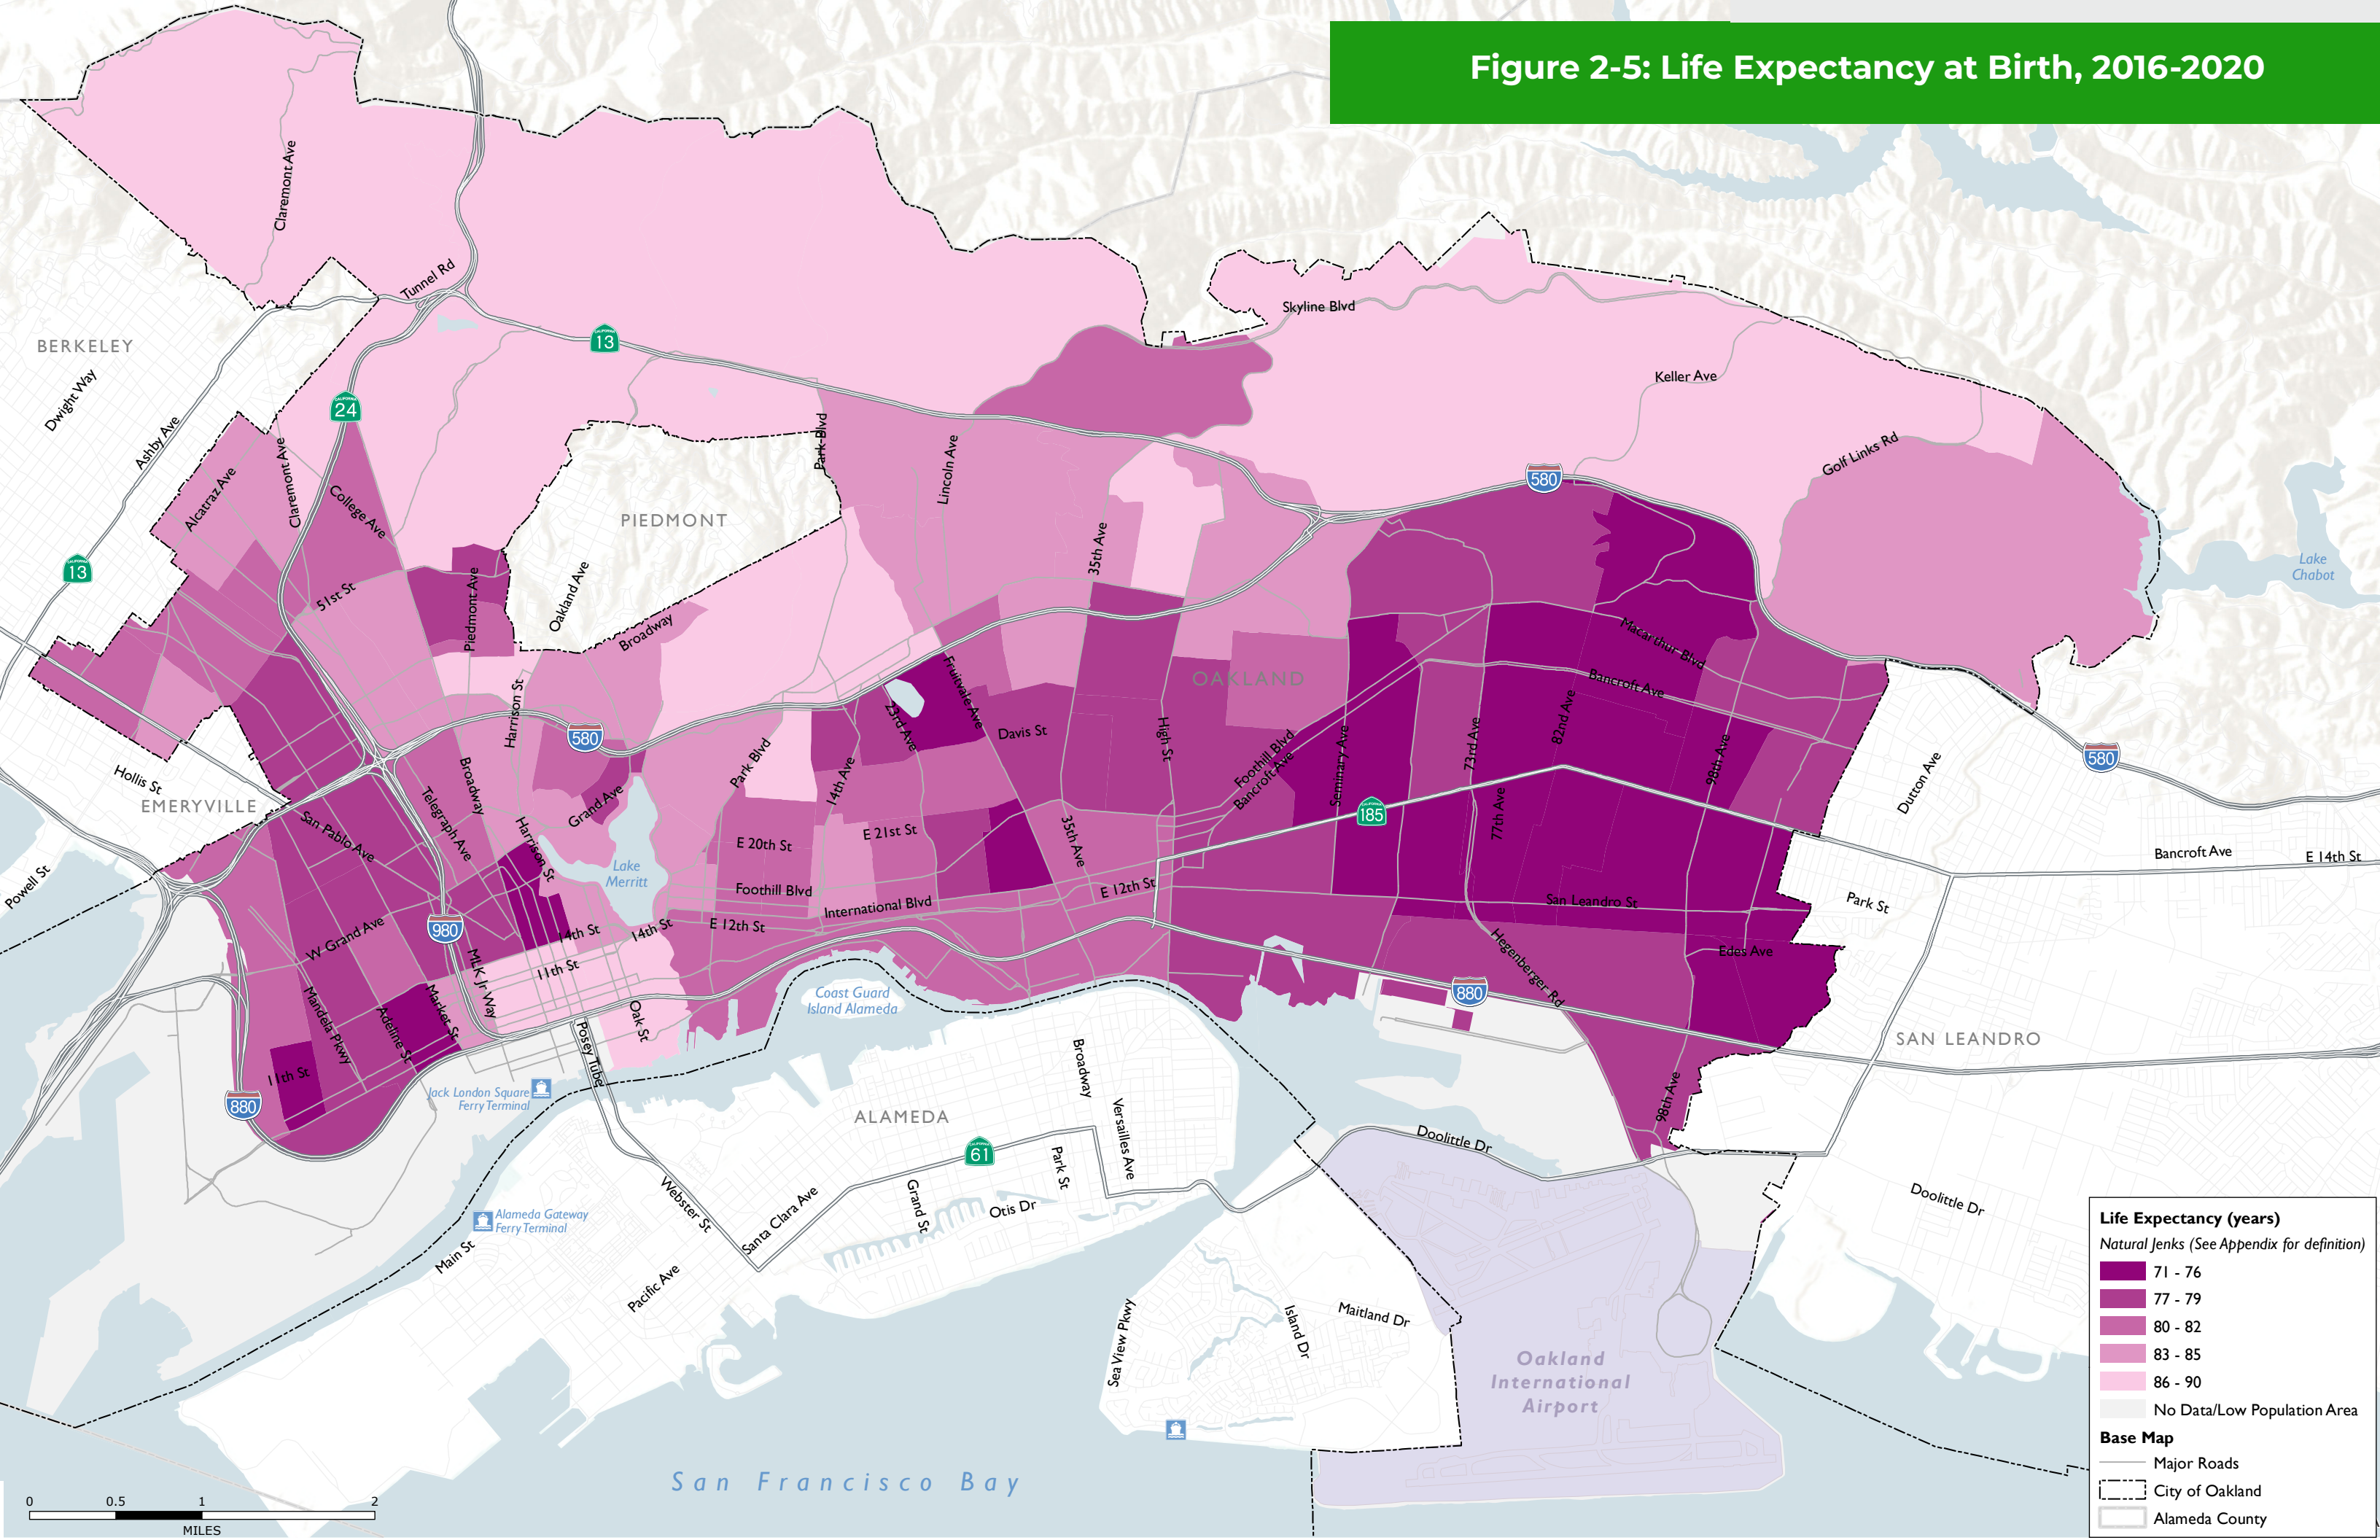 Figure 2-5: Life Expectancy at Birth, 2016-2020
Claremont Ave
Tunnel Rd
BERKELEY
Dwight Way
Ashby Ave
CALIFORNIA
13
CALIFORNIA
24
CALIFORNIA
13
Skyline Blvd
Keller Ave
Golf Links Rd
Park Blvd
Lincoln Ave
35th Ave
580
Alcatraz Ave
Claremont Ave
College Ave
PIEDMONT
Oakland Ave
Piedmont Ave
51st St
Broadway
Lake
Chabot
Macarthur Blvd
Bancroft Ave
OAKLAND
Fruitvale Ave
23rd Ave
Davis St
High St
Foothill Blvd
Bancroft Ave
Seminary Ave
73rd Ave
82nd Ave
98th Ave
77th Ave
Dutton Ave
580
Harrison St
580
Park Blvd
14th Ave
Hollis St
EMERYVILLE
San Pablo Ave
Telegraph Ave
Broadway
Grand Ave
Harrison St
CALIFORNIA
185
E 21st St
E 20th St
35th Ave
Lake
Merritt
Foothill Blvd
International Blvd
E 12th St
E 12th St
Bancroft Ave
E 14th St
Park St
San Leandro St
Edes Ave
Powell St
W Grand Ave
980
14th St
14th St
11th St
MLK Jr Way
Mandela Pkwy
Adeline St
Market St
Oak St
Posey Tube
11th St
880
Jack London Square
Ferry Terminal
Coast Guard
Island Alameda
Hegenberger Rd
880
98th Ave
SAN LEANDRO
ALAMEDA
Broadway
Versailles Ave
CALIFORNIA
61
Park St
Doolittle Dr
Doolittle Dr
Alameda Gateway
Ferry Terminal
Main St
Webster St
Santa Clara Ave
Grand St
Otis Dr
Pacific Ave
Sea View Pkwy
Island Dr
Maitland Dr
Oakland
International
Airport
San Francisco Bay
0 0.5 1 2
MILES
Life Expectancy (years)
Natural Jenks (See Appendix for definition)
71 - 76
77 - 79
80 - 82
83 - 85
86 - 90
No Data/Low Population Area
Base Map
Major Roads
City of Oakland
Alameda County